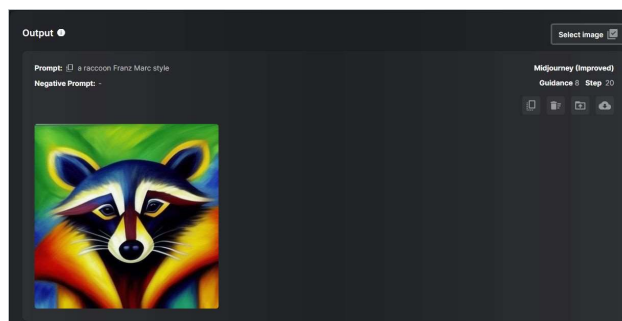 Output
Select image
Prompt: a raccoon Franz Marc style
Midjourney (Improved)
Negative Prompt: -
Guidance 8 Step 20